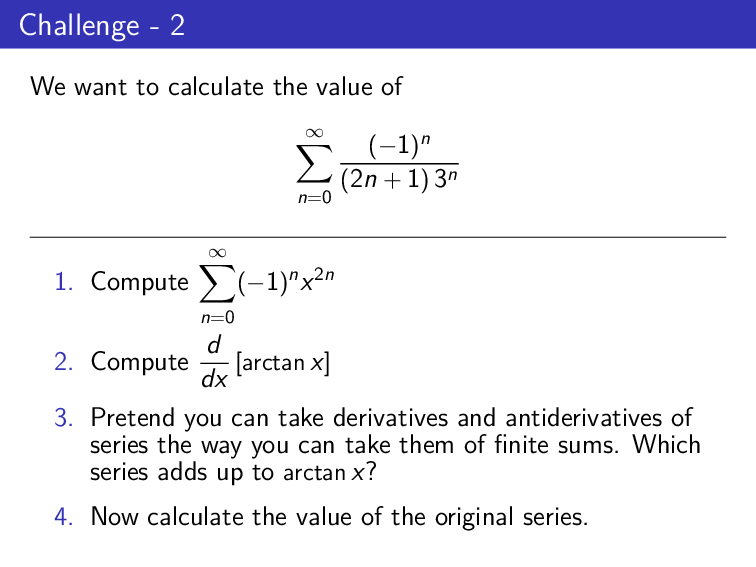 Challenge - 2
We want to calculate the value of
$\sum_{n=0}^{\infty} \frac{(-1)^n}{(2n+1)\,3^n}$
1. Compute $\sum_{n=0}^{\infty} (-1)^n x^{2n}$
2. Compute $\frac{d}{dx}\,[\arctan x]$
3. Pretend you can take derivatives and antiderivatives of
series the way you can take them of finite sums. Which
series adds up to arctan x?
4. Now calculate the value of the original series.